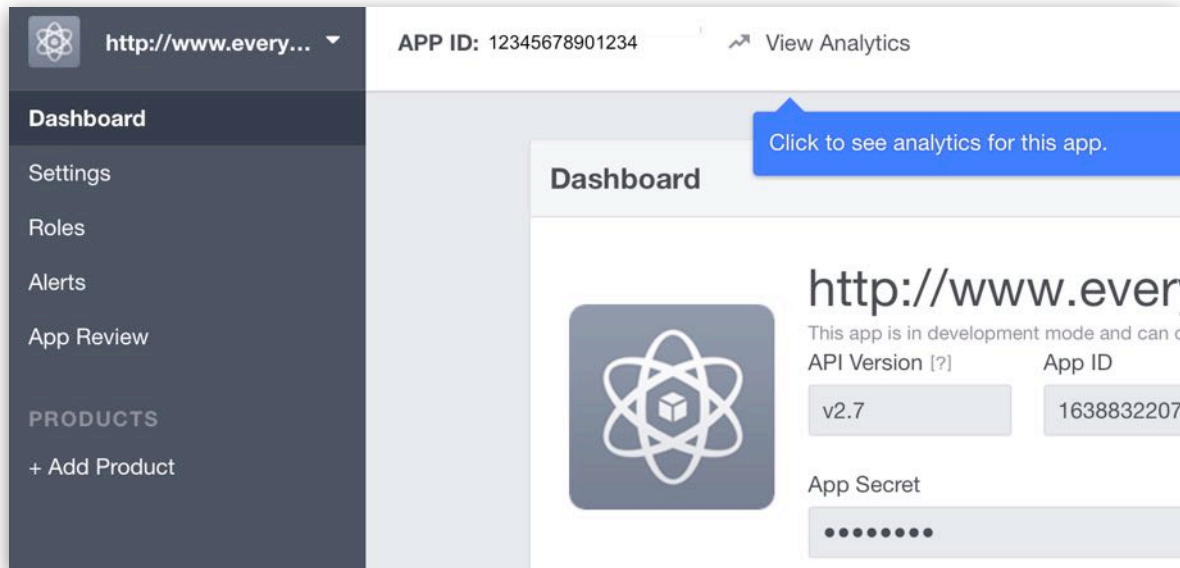 http://www.every...
APP ID: 12345678901234
View Analytics
Dashboard
Settings
Roles
Alerts
App Review
PRODUCTS
+ Add Product
Click to see analytics for this app.
Dashboard
http://www.every
This app is in development mode and can
API Version [?]
App ID
v2.7
1638832207
App Secret
••••••••